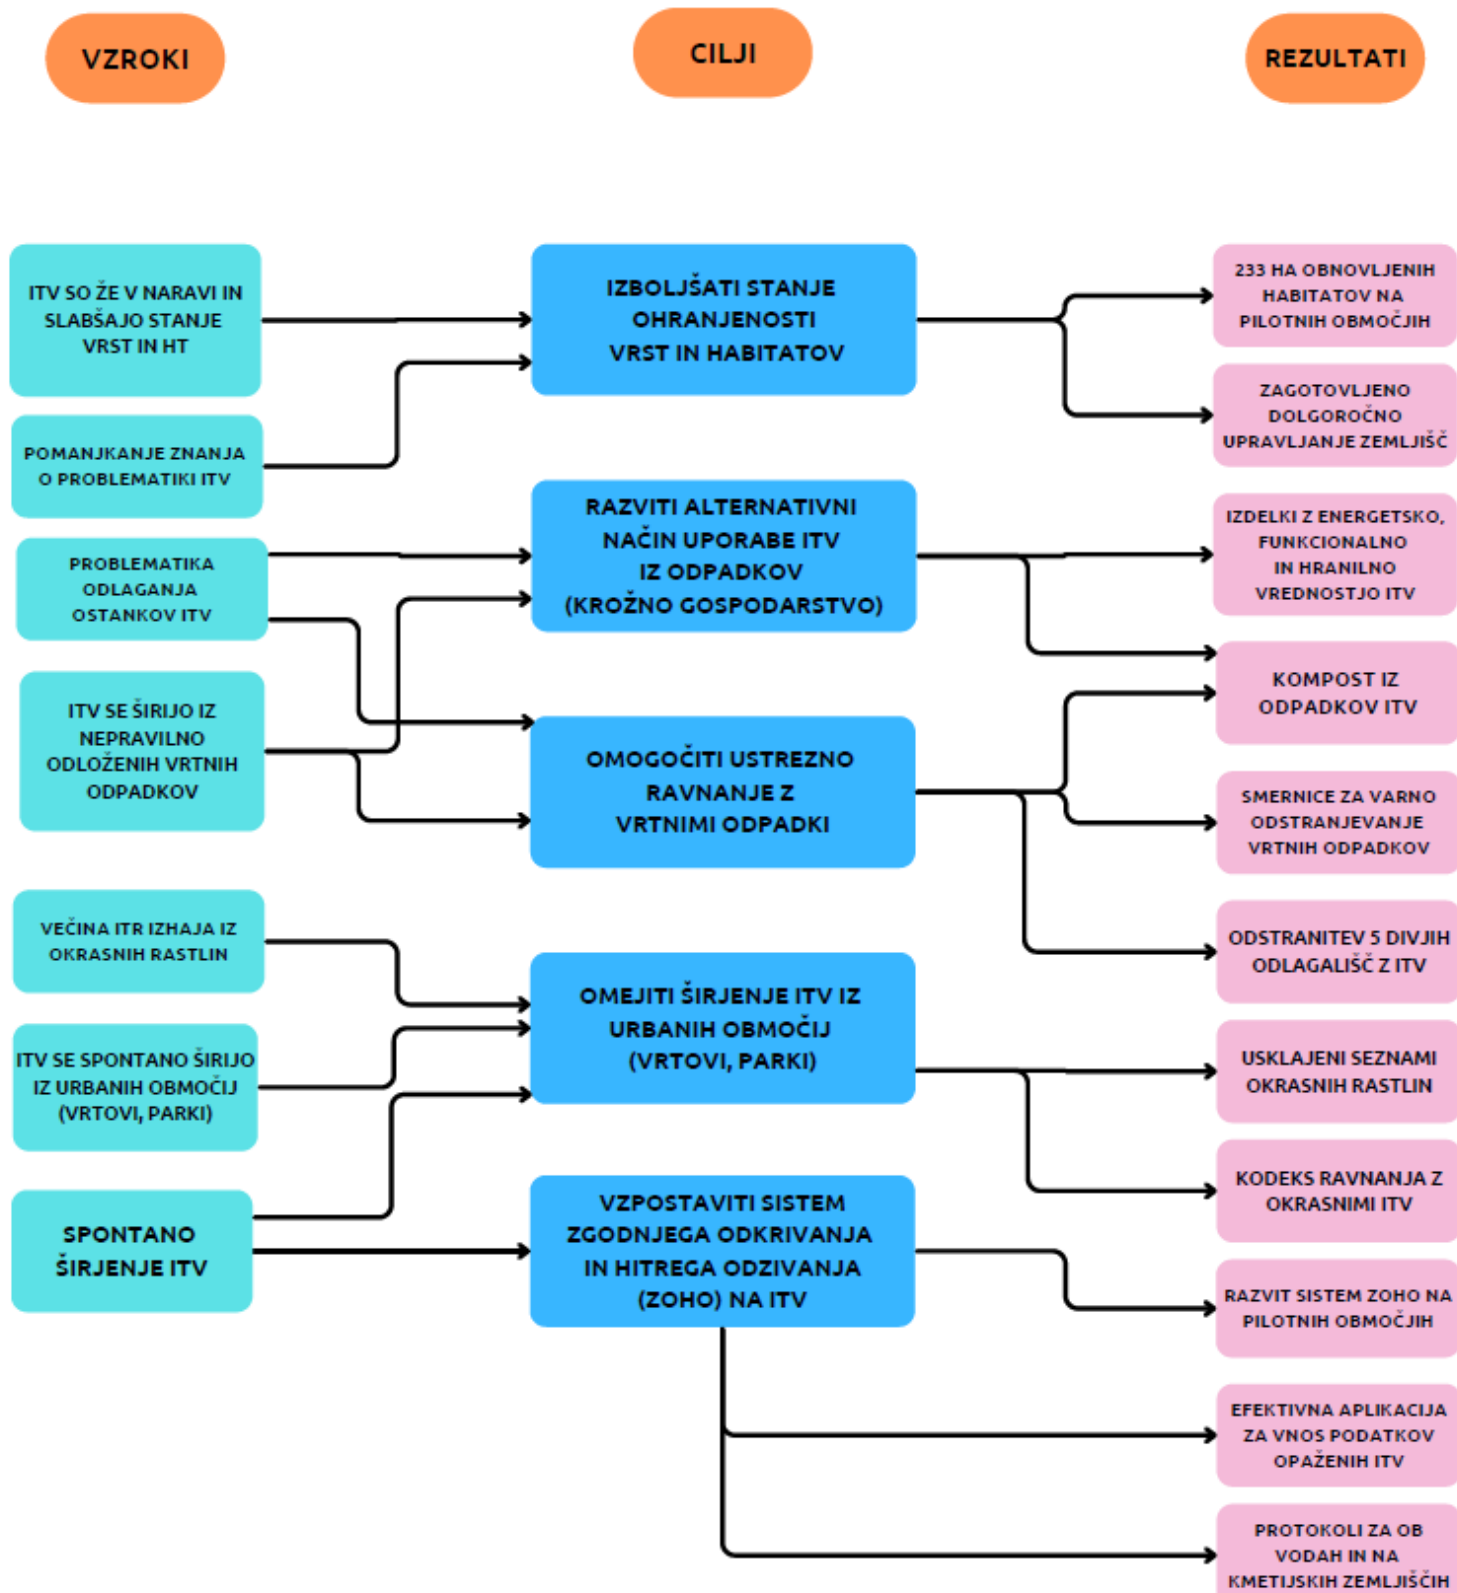 VZROKI
CILJI
REZULTATI
ITV SO ŽE V NARAVI IN
SLABŠAJO STANJE
VRST IN HT
POMANJKANJE ZNANJA
O PROBLEMATIKI ITV
PROBLEMATIKA
ODLAGANJA
OSTANKOV ITV
ITV SE ŠIRIJO IZ
NEPRAVILNO
ODLOŽENIH VRTNIH
ODPADKOV
VEČINA ITR IZHAJA IZ
OKRASNIH RASTLIN
ITV SE SPONTANO ŠIRIJO
IZ URBANIH OBMOČIJ
(VRTOVI, PARKI)
SPONTANO
ŠIRJENJE ITV
IZBOLJŠATI STANJE
OHRANJENOSTI
VRST IN HABITATOV
RAZVITI ALTERNATIVNI
NAČIN UPORABE ITV
IZ ODPADKOV
(KROŽNO GOSPODARSTVO)
OMOGOČITI USTREZNO
RAVNANJE Z
VRTNIMI ODPADKI
OMEJITI ŠIRJENJE ITV IZ
URBANIH OBMOČIJ
(VRTOVI, PARKI)
VZPOSTAVITI SISTEM
ZGODNJEGA ODKRIVANJA
IN HITREGA ODZIVANJA
(ZOHO) NA ITV
233 HA OBNOVLJENIH
HABITATOV NA
PILOTNIH OBMOČJIH
ZAGOTOVLJENO
DOLGOROČNO
UPRAVLJANJE ZEMLJIŠČ
IZDELKI Z ENERGETSKO,
FUNKCIONALNO
IN HRANILNO
VREDNOSTJO ITV
KOMPOST IZ
ODPADKOV ITV
SMERNICE ZA VARNO
ODSTRANJEVANJE
VRTNIH ODPADKOV
ODSTRANITEV 5 DIVJIH
ODLAGALIŠČ Z ITV
USKLAJENI SEZNAMI
OKRASNIH RASTLIN
KODEKS RAVNANJA Z
OKRASNIMI ITV
RAZVIT SISTEM ZOHO NA
PILOTNIH OBMOČJIH
EFEKTIVNA APLIKACIJA
ZA VNOS PODATKOV
OPAŽENIH ITV
PROTOKOLI ZA OB
VODAH IN NA
KMETIJSKIH ZEMLJIŠČIH